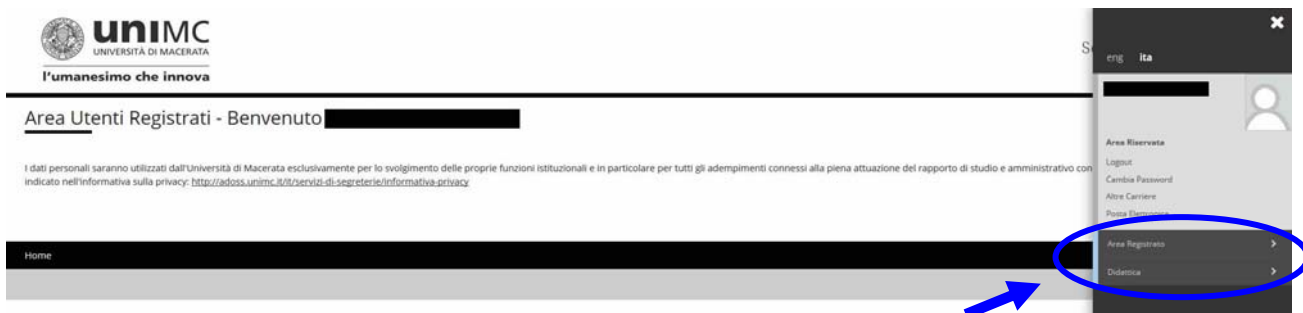 UNIMC
UNIVERSITÀ DI MACERATA
l'umanesimo che innova
eng ita
Area Utenti Registrati - Benvenuto
I dati personali saranno utilizzati dall'Università di Macerata esclusivamente per lo svolgimento delle proprie funzioni istituzionali e in particolare per tutti gli adempimenti connessi alla piena attuazione del rapporto di studio e amministrativo con
indicato nell'informativa sulla privacy: http://adoss.unimc.it/it/servizi-di-segreterie/informativa-privacy
Home
Area Riservata
Logout
Cambia Password
Altre Carriere
Posta Elettronica
Area Registrato
Didattica